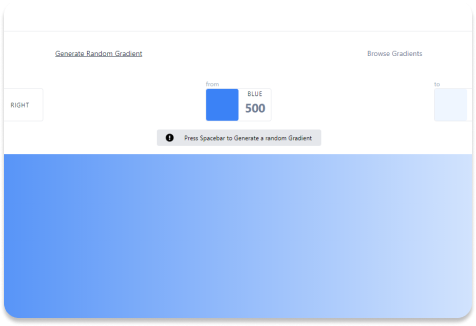 Generate Random Gradient
Browse Gradients
from
to
RIGHT
BLUE
500
Press Spacebar to Generate a random Gradient